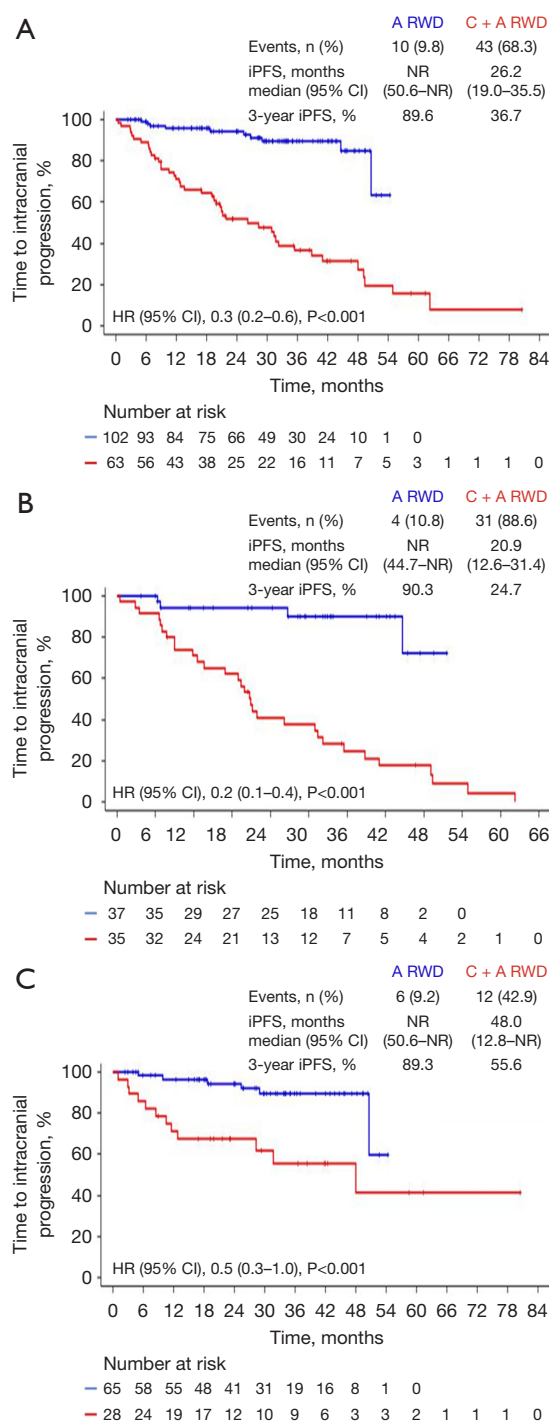 A
A RWD C + A RWD
Events, n (%) 10 (9.8) 43 (68.3)
iPFS, months NR 26.2
median (95% CI) (50.6–NR) (19.0–35.5)
3-year iPFS, % 89.6 36.7
Time to intracranial
progression, %
100
80
60
40
20
0
HR (95% CI), 0.3 (0.2–0.6), P<0.001
0 6 12 18 24 30 36 42 48 54 60 66 72 78 84
Time, months
Number at risk
102 93 84 75 66 49 30 24 10 1 0
63 56 43 38 25 22 16 11 7 5 3 1 1 1 0
B
A RWD C + A RWD
Events, n (%) 4 (10.8) 31 (88.6)
iPFS, months NR 20.9
median (95% CI) (44.7–NR) (12.6–31.4)
3-year iPFS, % 90.3 24.7
Time to intracranial
progression, %
100
80
60
40
20
0
HR (95% CI), 0.2 (0.1–0.4), P<0.001
0 6 12 18 24 30 36 42 48 54 60 66
Time, months
Number at risk
37 35 29 27 25 18 11 8 2 0
35 32 24 21 13 12 7 5 4 2 1 0
C
A RWD C + A RWD
Events, n (%) 6 (9.2) 12 (42.9)
iPFS, months NR 48.0
median (95% CI) (50.6–NR) (12.8–NR)
3-year iPFS, % 89.3 55.6
Time to intracranial
progression, %
100
80
60
40
20
0
HR (95% CI), 0.5 (0.3–1.0), P<0.001
0 6 12 18 24 30 36 42 48 54 60 66 72 78 84
Time, months
Number at risk
65 58 55 48 41 31 19 16 8 1 0
28 24 19 17 12 10 9 6 3 3 2 1 1 1 0